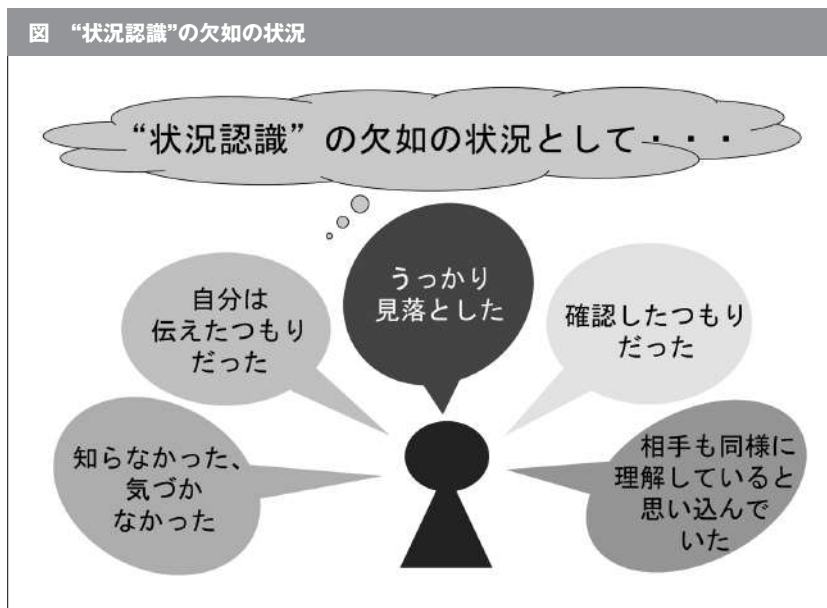 図 “状況認識”の欠如の状況
“状況認識”の欠如の状況として・・・
うっかり
見落とした
自分は
伝えたつもり
だった
確認したつもり
だった
知らなかった、
気づか
なかった
相手も同様に
理解していると
思い込んで
いた